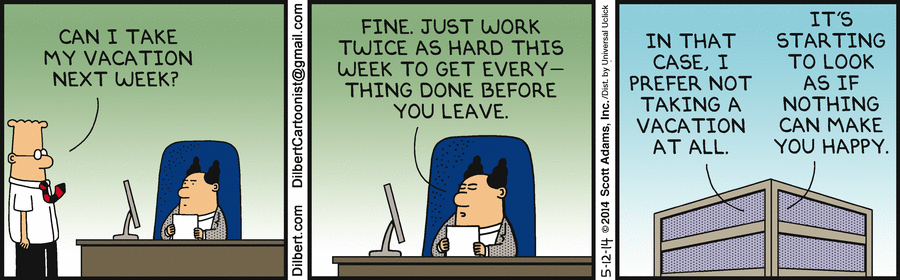 CAN I TAKE
MY VACATION
NEXT WEEK?
Dilbert.com DilbertCartoonist@gmail.com
FINE. JUST WORK
TWICE AS HARD THIS
WEEK TO GET EVERY–
THING DONE BEFORE
YOU LEAVE.
5-12-14 ©2014 Scott Adams, Inc. /Dist. by Universal Uclick
IN THAT
CASE, I
PREFER NOT
TAKING A
VACATION
AT ALL.
IT'S
STARTING
TO LOOK
AS IF
NOTHING
CAN MAKE
YOU HAPPY.